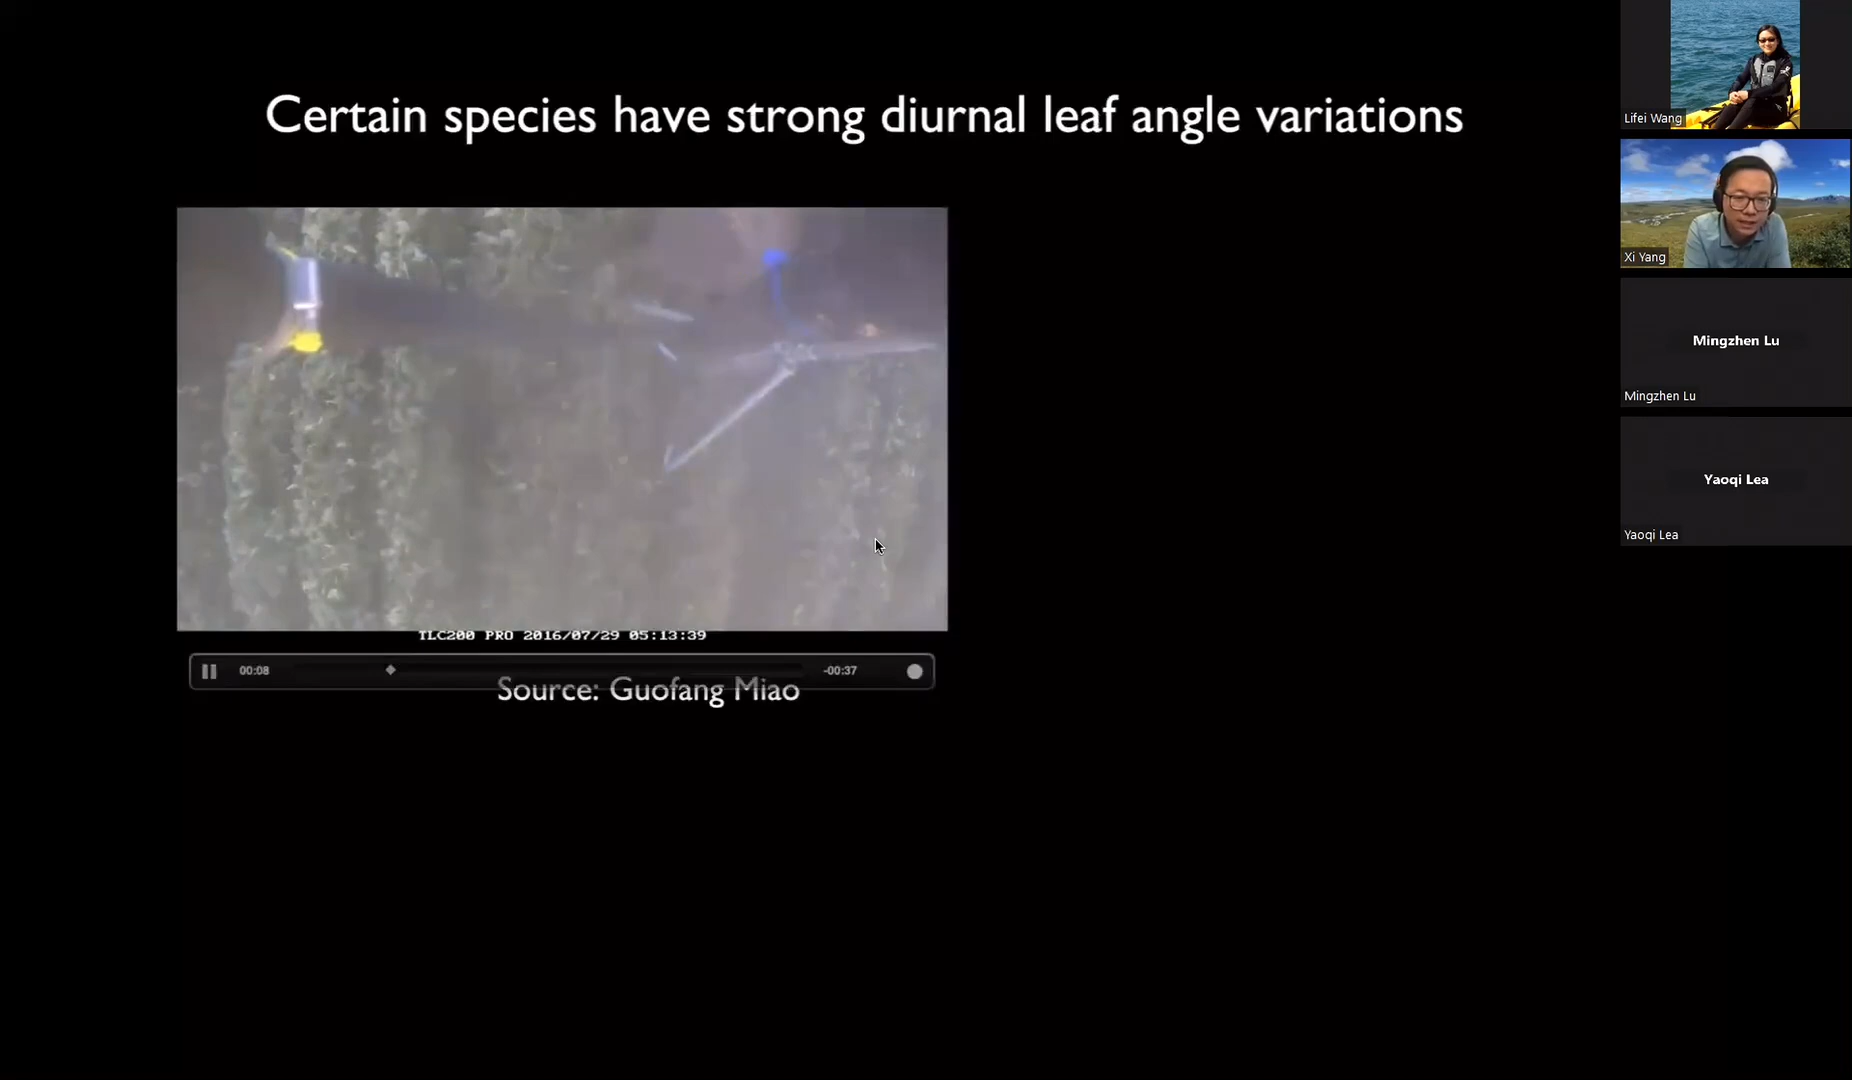 Certain species have strong diurnal leaf angle variations
TLC200 PRO 2016/07/29 05:13:39
00:08
-00:37
Source: Guofang Miao
Lifei Wang
Xi Yang
Mingzhen Lu
Mingzhen Lu
Yaoqi Lea
Yaoqi Lea